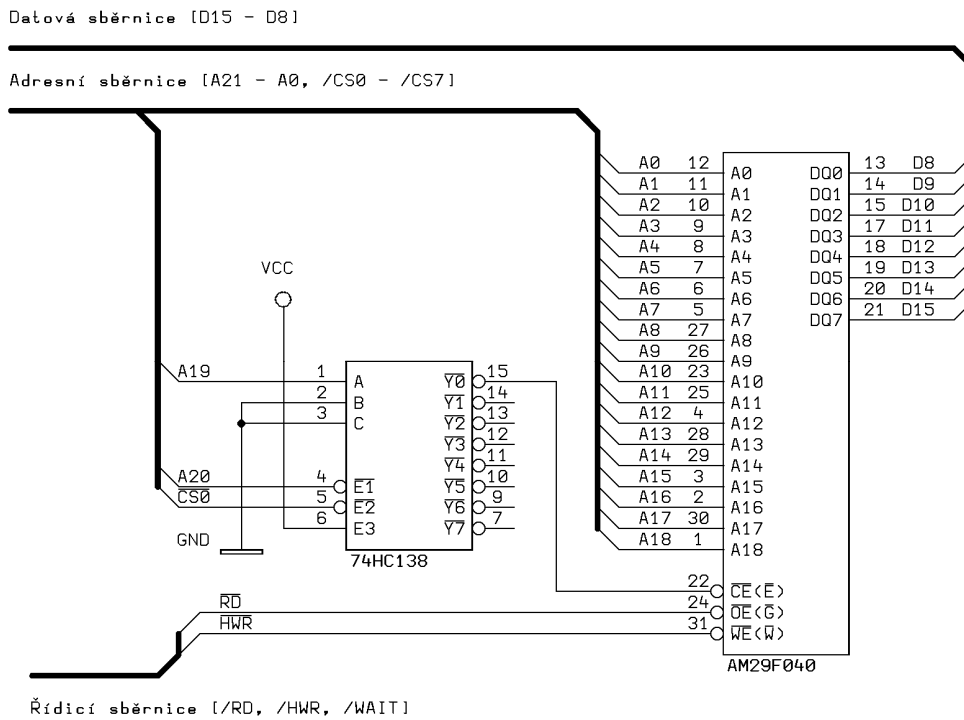 Datová sběrnice [D15 - D8]
Adresní sběrnice [A21 - A0, /CS0 - /CS7]
A0 12 A0 DQ0 13 D8
A1 11 A1 DQ1 14 D9
A2 10 A2 DQ2 15 D10
A3 9 A3 DQ3 17 D11
A4 8 A4 DQ4 18 D12
A5 7 A5 DQ5 19 D13
A6 6 A6 DQ6 20 D14
A7 5 A7 DQ7 21 D15
A8 27 A8
A9 26 A9
A10 23 A10
A11 25 A11
A12 4 A12
A13 28 A13
A14 29 A14
A15 3 A15
A16 2 A16
A17 30 A17
A18 1 A18
22 CE(E)
24 OE(G)
31 WE(W)
AM29F040
VCC
A19 1 A Y0 15
2 B Y1 14
3 C Y2 13
Y3 12
Y4 11
A20 4 E1 Y5 10
CS0 5 E2 Y6 9
6 E3 Y7 7
GND
74HC138
RD
HWR
Řídicí sběrnice [/RD, /HWR, /WAIT]